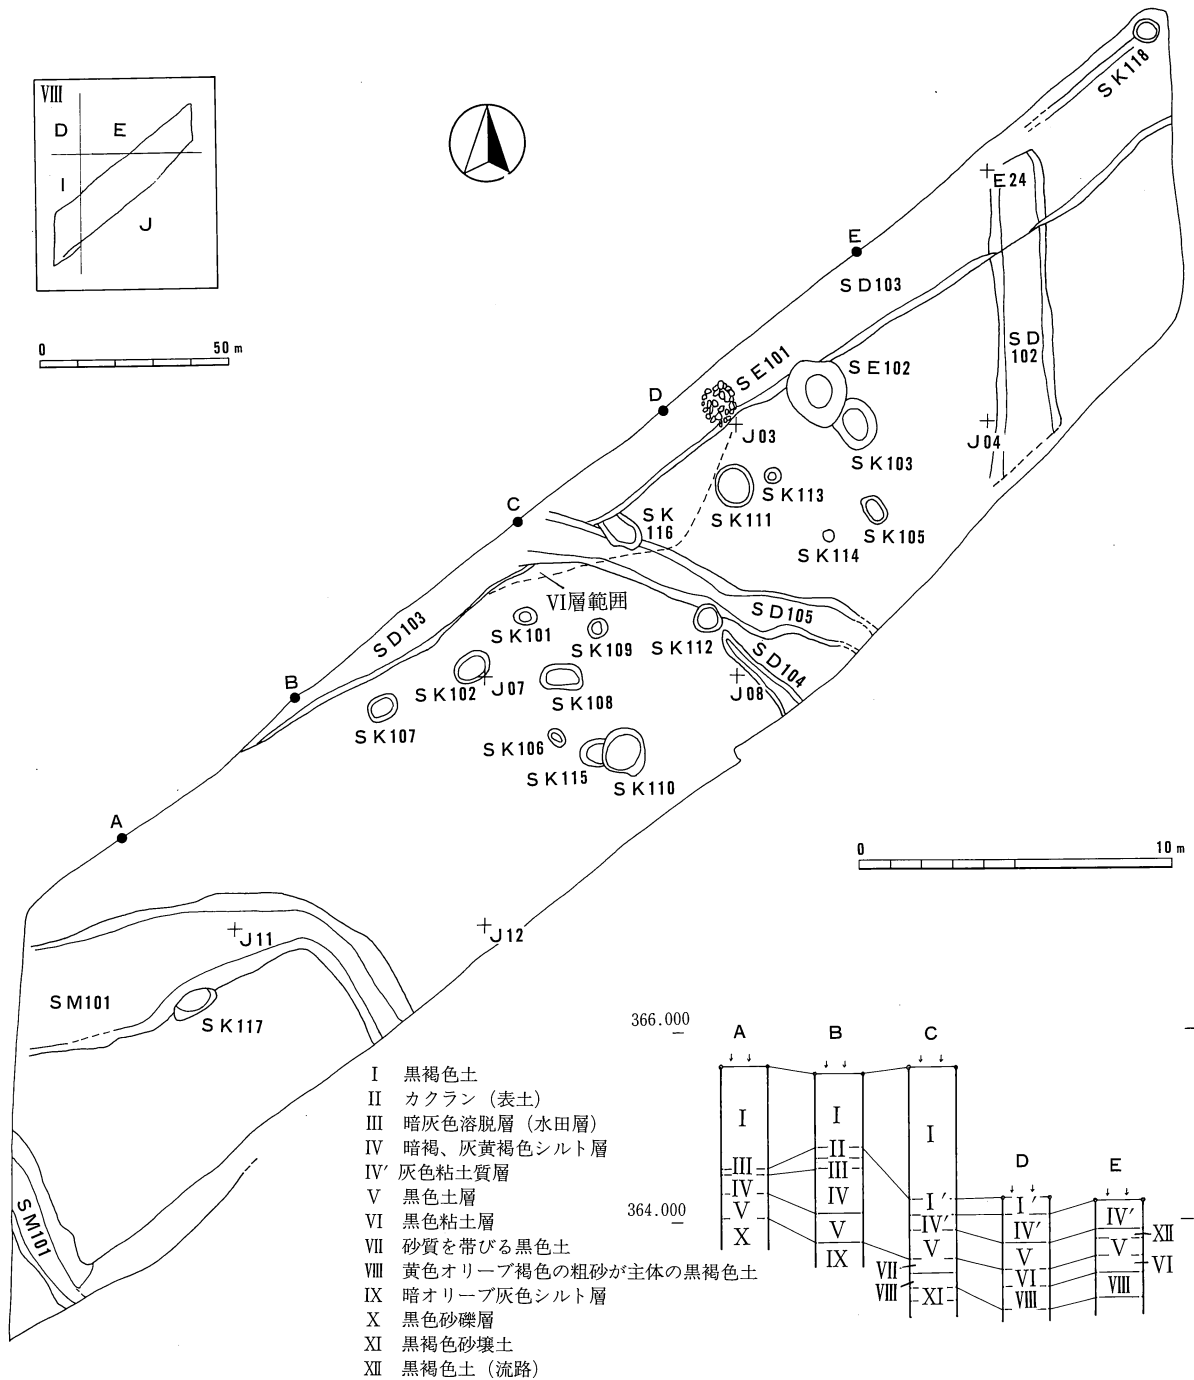 VIII
D E
I
J
0 50 m
SK118
E24
E
SD103
SE101
SE102
SD
102
D
J03
J04
SK103
C
SK
116
SK111
SK113
SK105
SK114
VI層範囲
SD105
SD103
SK101
SK109
SK112
SD104
B
SK102
J07
SK108
J08
SK107
SK106
SK115
SK110
A
0 10 m
J11
J12
SM101
SK117
SM101
I 黒褐色土
II カクラン（表土）
III 暗灰色溶脱層（水田層）
IV 暗褐、灰黄褐色シルト層
IV′ 灰色粘土質層
V 黒色土層
VI 黒色粘土層
VII 砂質を帯びる黒色土
VIII 黄色オリーブ褐色の粗砂が主体の黒褐色土
IX 暗オリーブ灰色シルト層
X 黒色砂礫層
XI 黒褐色砂壌土
XII 黒褐色土（流路）
366.000
364.000
A
I
III
IV
V
X
B
I
II
III
IV
V
IX
C
I
I′
IV′
V
VII
VIII
XI
D
I′
IV′
V
VI
VIII
E
IV′
XII
V
VI
VIII